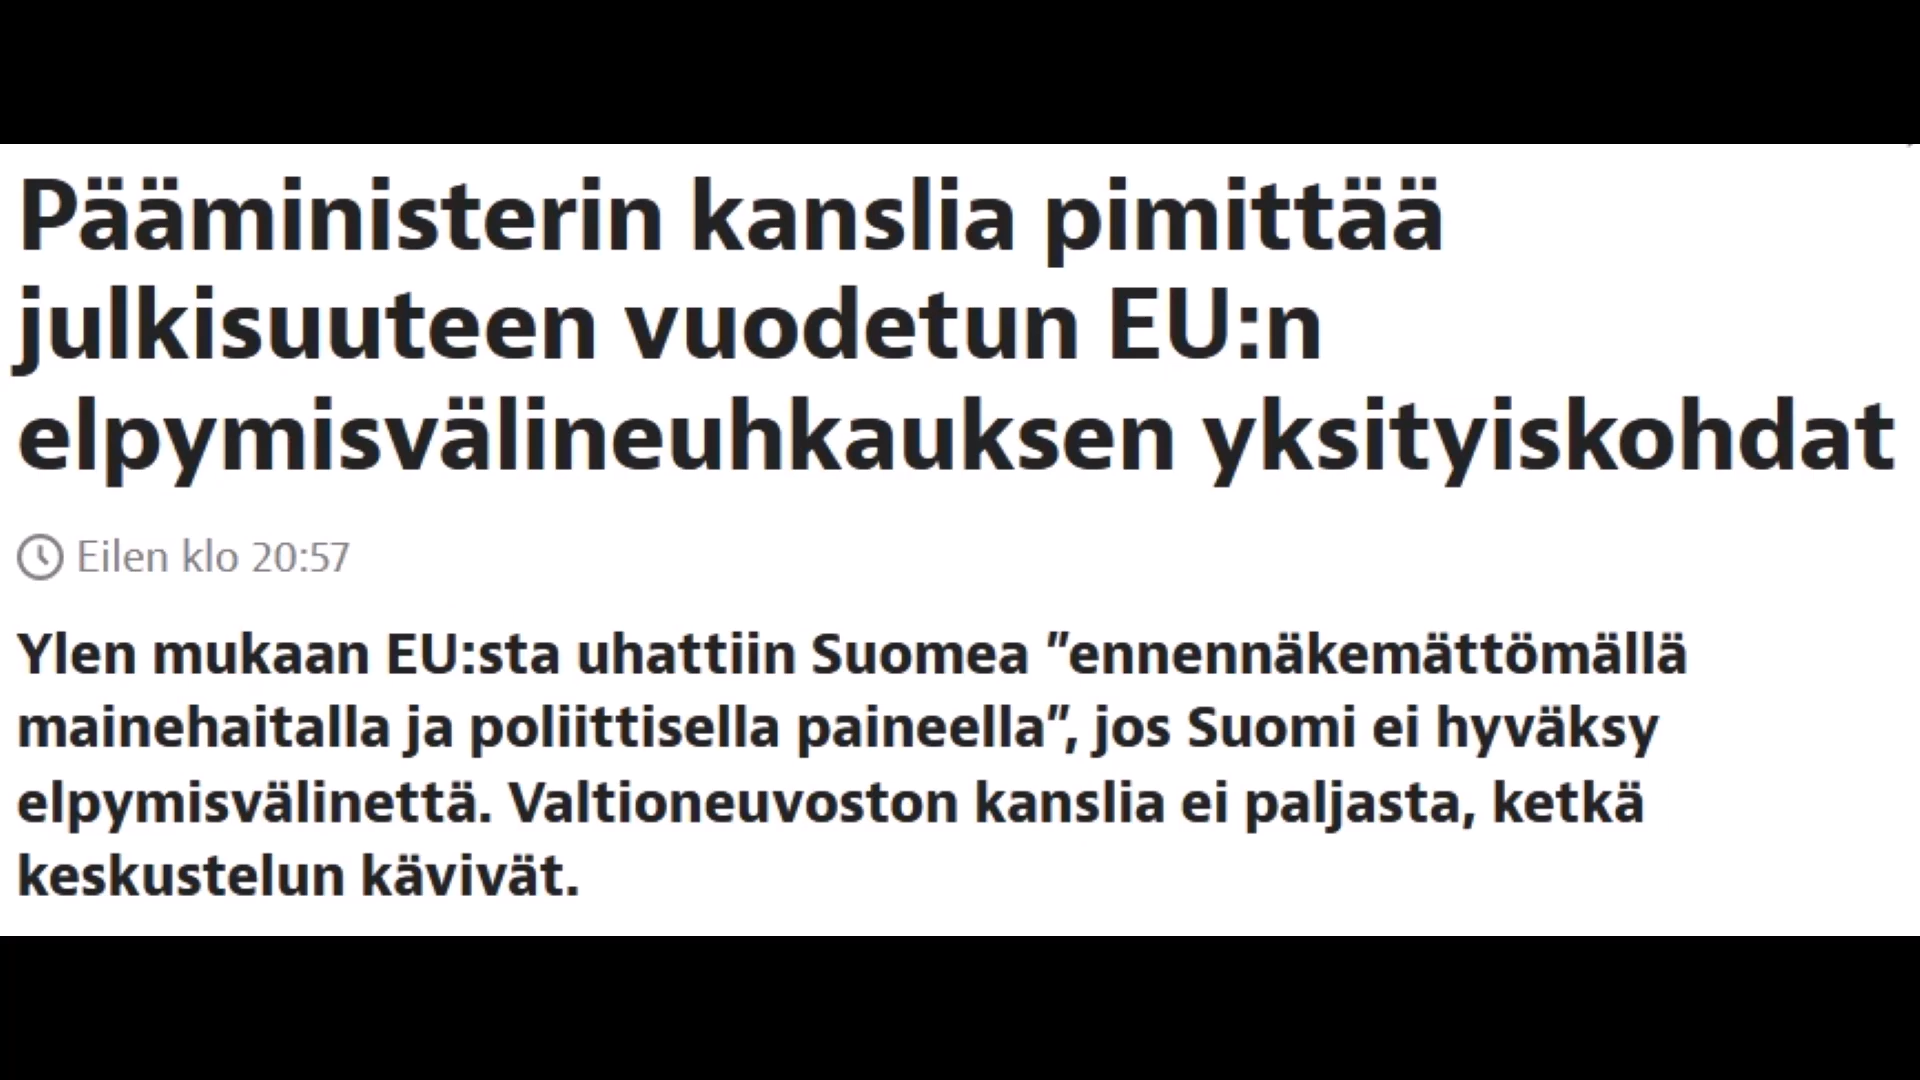 Pääministerin kanslia pimittää
julkisuuteen vuodetun EU:n
elpymisvälineuhkauksen yksityiskohdat
Eilen klo 20:57
Ylen mukaan EU:sta uhattiin Suomea ”ennennäkemättömällä
mainehaitalla ja poliittisella paineella”, jos Suomi ei hyväksy
elpymisvälinettä. Valtioneuvoston kanslia ei paljasta, ketkä
keskustelun kävivät.